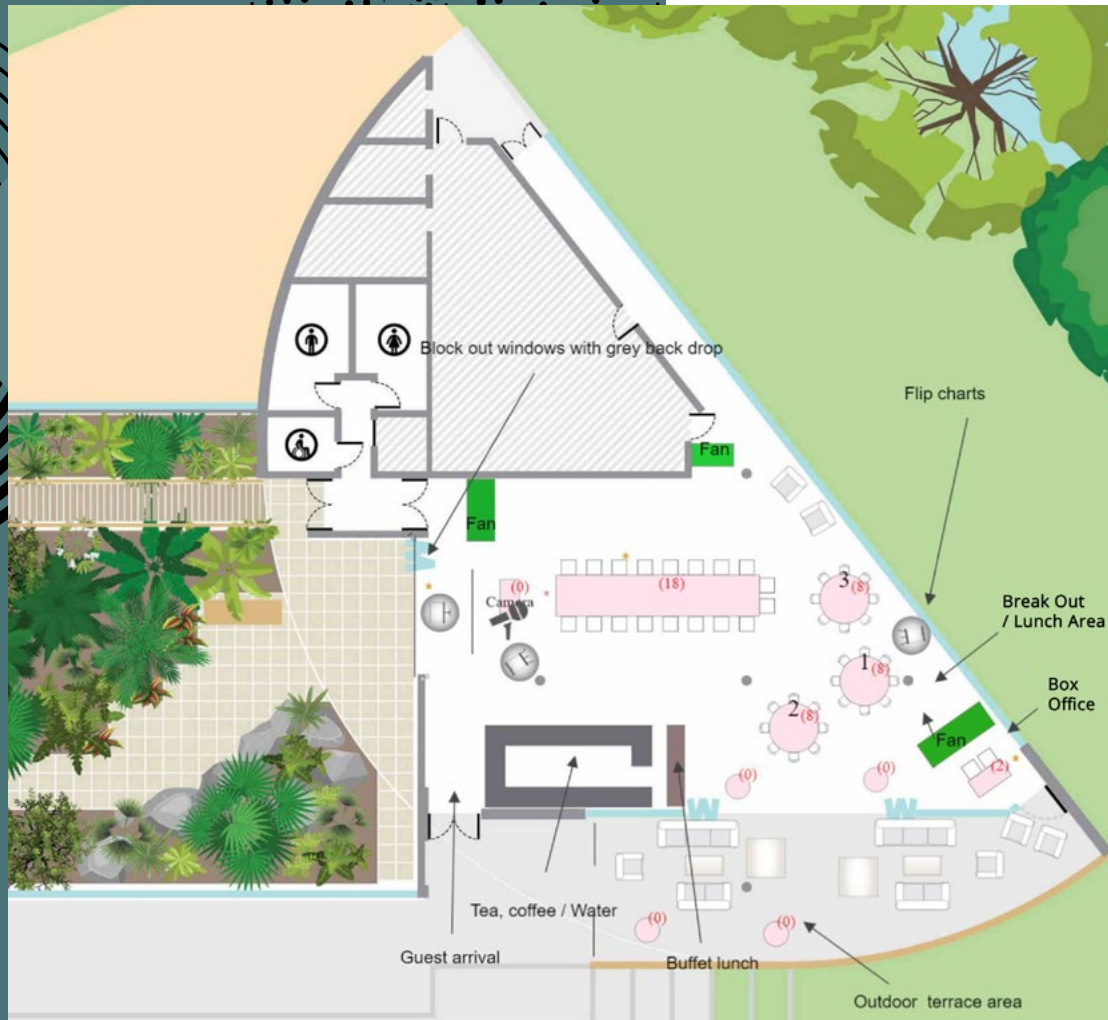 Block out windows with grey back drop
Flip charts
Fan
Fan
(0)
Camera
(18)
3
(8)
Break Out
/ Lunch Area
1
(8)
Box
Office
2
(8)
Fan
(2)
(0)
(0)
W
W
W
Tea, coffee / Water
(0)
(0)
Guest arrival
Buffet lunch
Outdoor terrace area